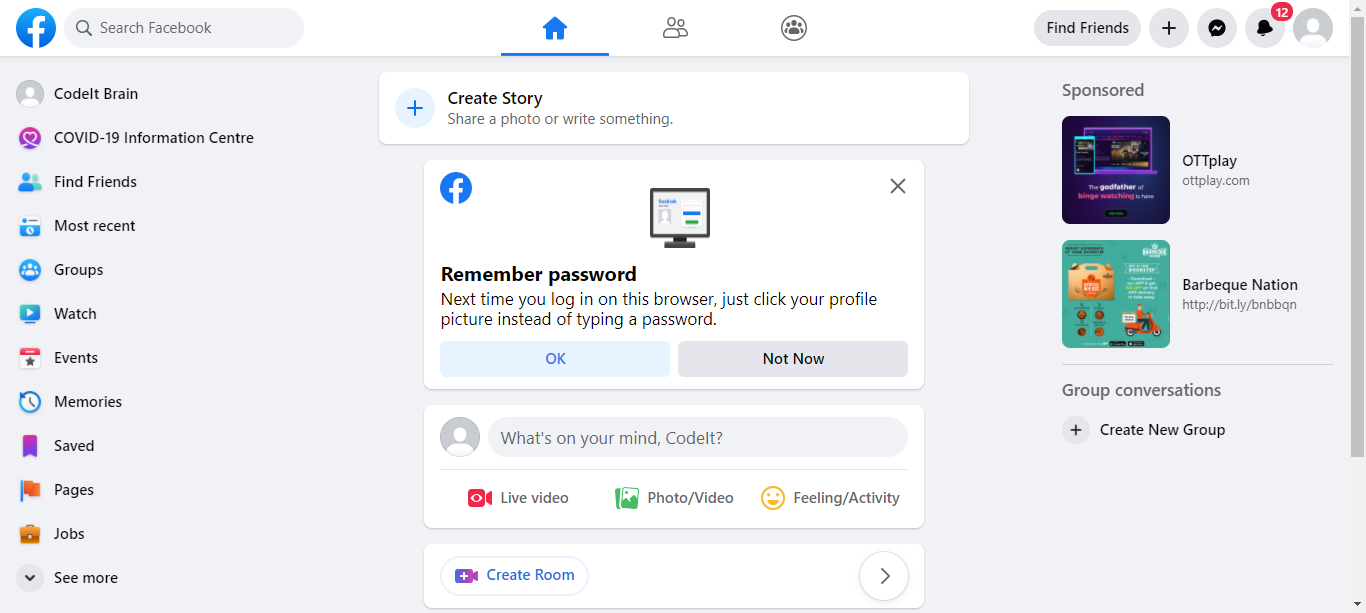 Search Facebook
Find Friends
12
CodeIt Brain
COVID-19 Information Centre
Find Friends
Most recent
Groups
Watch
Events
Memories
Saved
Pages
Jobs
See more
Create Story
Share a photo or write something.
facebook
Remember password
Next time you log in on this browser, just click your profile
picture instead of typing a password.
OK
Not Now
What's on your mind, CodeIt?
Live video
Photo/Video
Feeling/Activity
Create Room
Sponsored
The godfather of
binge watching is here
OTTplay
ottplay.com
BARBEQUE
Barbeque Nation
http://bit.ly/bnbbqn
Group conversations
Create New Group